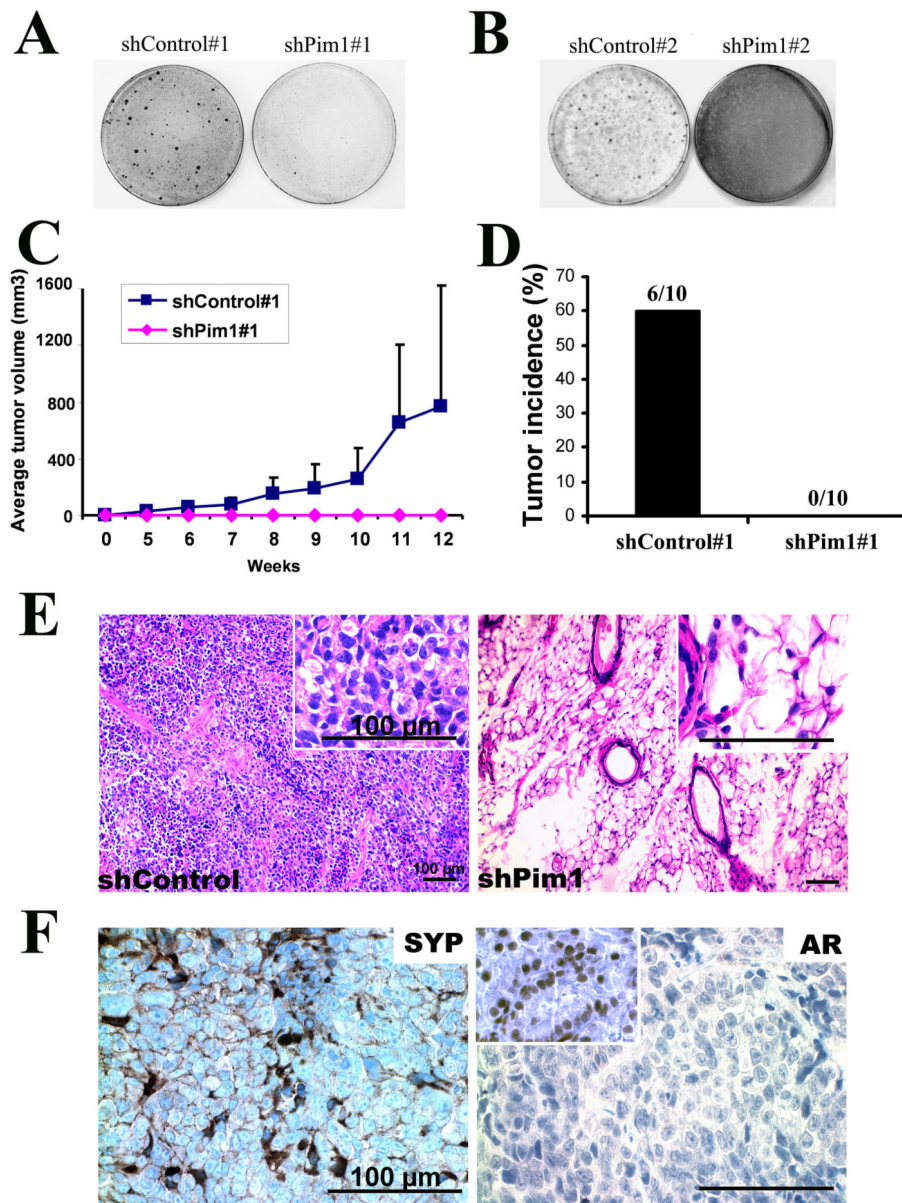 A
shControl#1 shPim1#1
B
shControl#2 shPim1#2
C
Average tumor volume (mm3)
1600
1200
800
400
0
shControl#1
shPim1#1
0 5 6 7 8 9 10 11 12
Weeks
D
Tumor incidence (%)
70
60
50
40
30
20
10
0
6/10
0/10
shControl#1 shPim1#1
E
100 µm
shControl
100 µm
shPim1
F
SYP
100 µm
AR